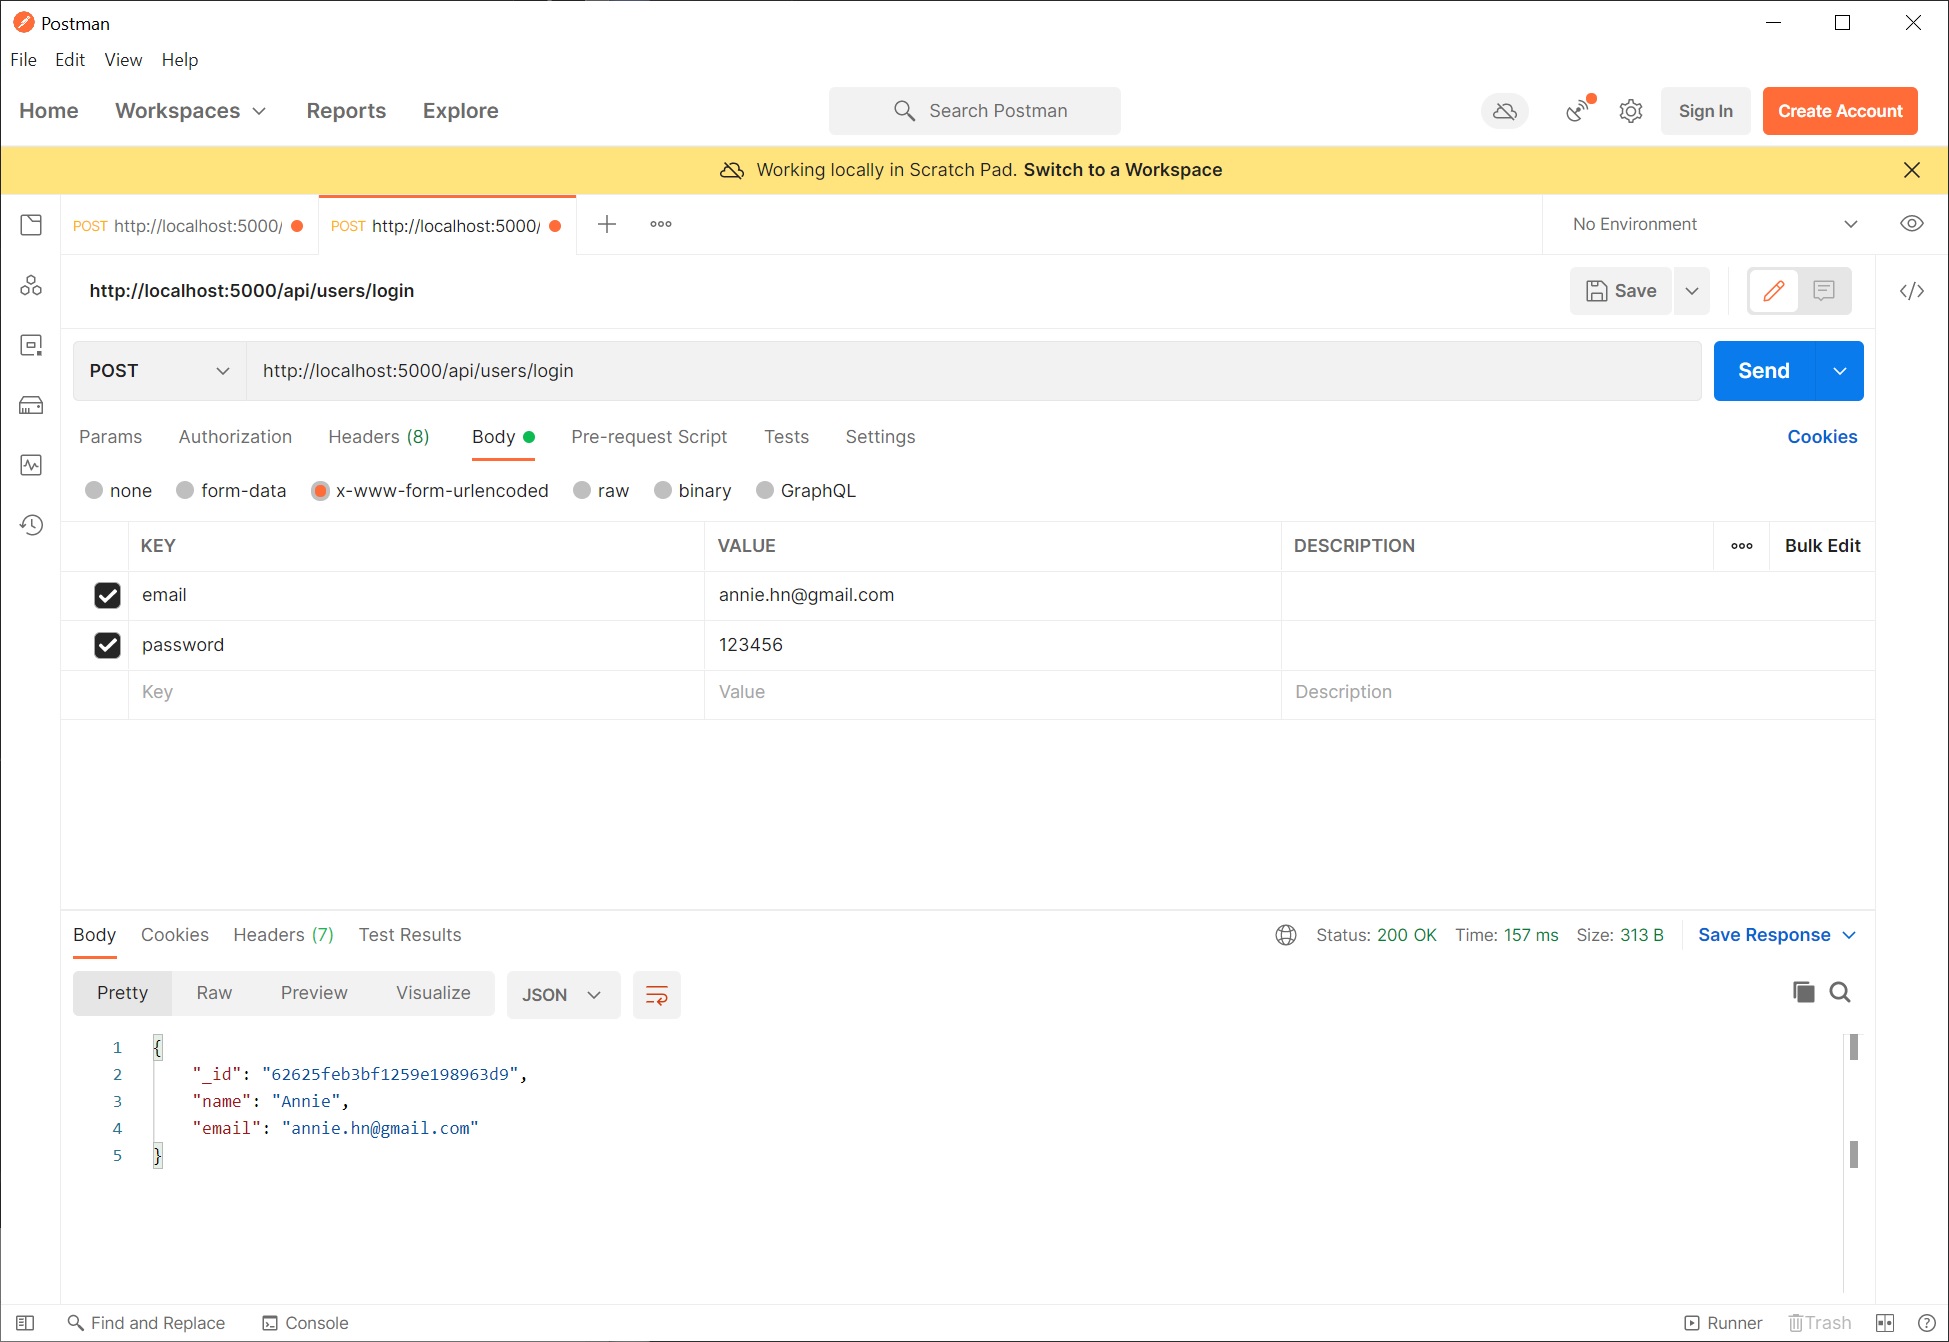 Postman
File Edit View Help
Home Workspaces Reports Explore Search Postman Sign In Create Account
Working locally in Scratch Pad. Switch to a Workspace
POST http://localhost:5000/ POST http://localhost:5000/ No Environment
http://localhost:5000/api/users/login Save
POST http://localhost:5000/api/users/login Send
Params Authorization Headers (8) Body Pre-request Script Tests Settings Cookies
none form-data x-www-form-urlencoded raw binary GraphQL
KEY VALUE DESCRIPTION Bulk Edit
email annie.hn@gmail.com
password 123456
Key Value Description
Body Cookies Headers (7) Test Results Status: 200 OK Time: 157 ms Size: 313 B Save Response
Pretty Raw Preview Visualize JSON
1 {
2 "_id": "62625feb3bf1259e198963d9",
3 "name": "Annie",
4 "email": "annie.hn@gmail.com"
5 }
Find and Replace Console Runner Trash